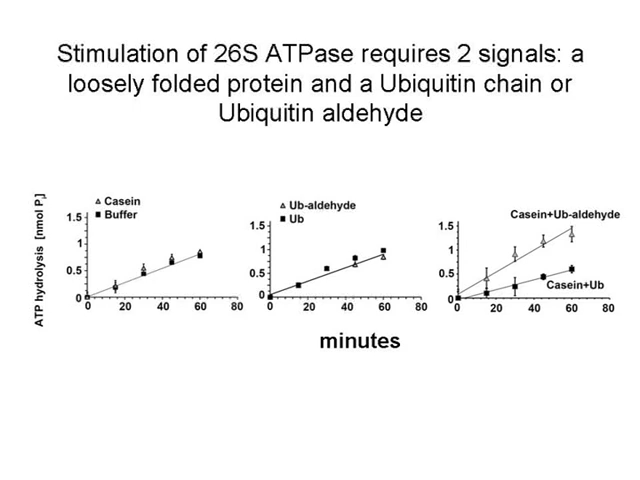 Stimulation of 26S ATPase requires 2 signals: a
loosely folded protein and a Ubiquitin chain or
Ubiquitin aldehyde
ATP hydrolysis [nmol Pi]
Casein
Buffer
1.5
1
0.5
0
0 20 40 60 80
Ub-aldehyde
Ub
1.5
1
0.5
0
0 20 40 60 80
Casein+Ub-aldehyde
Casein+Ub
1.5
1
0.5
0
0 20 40 60 80
minutes